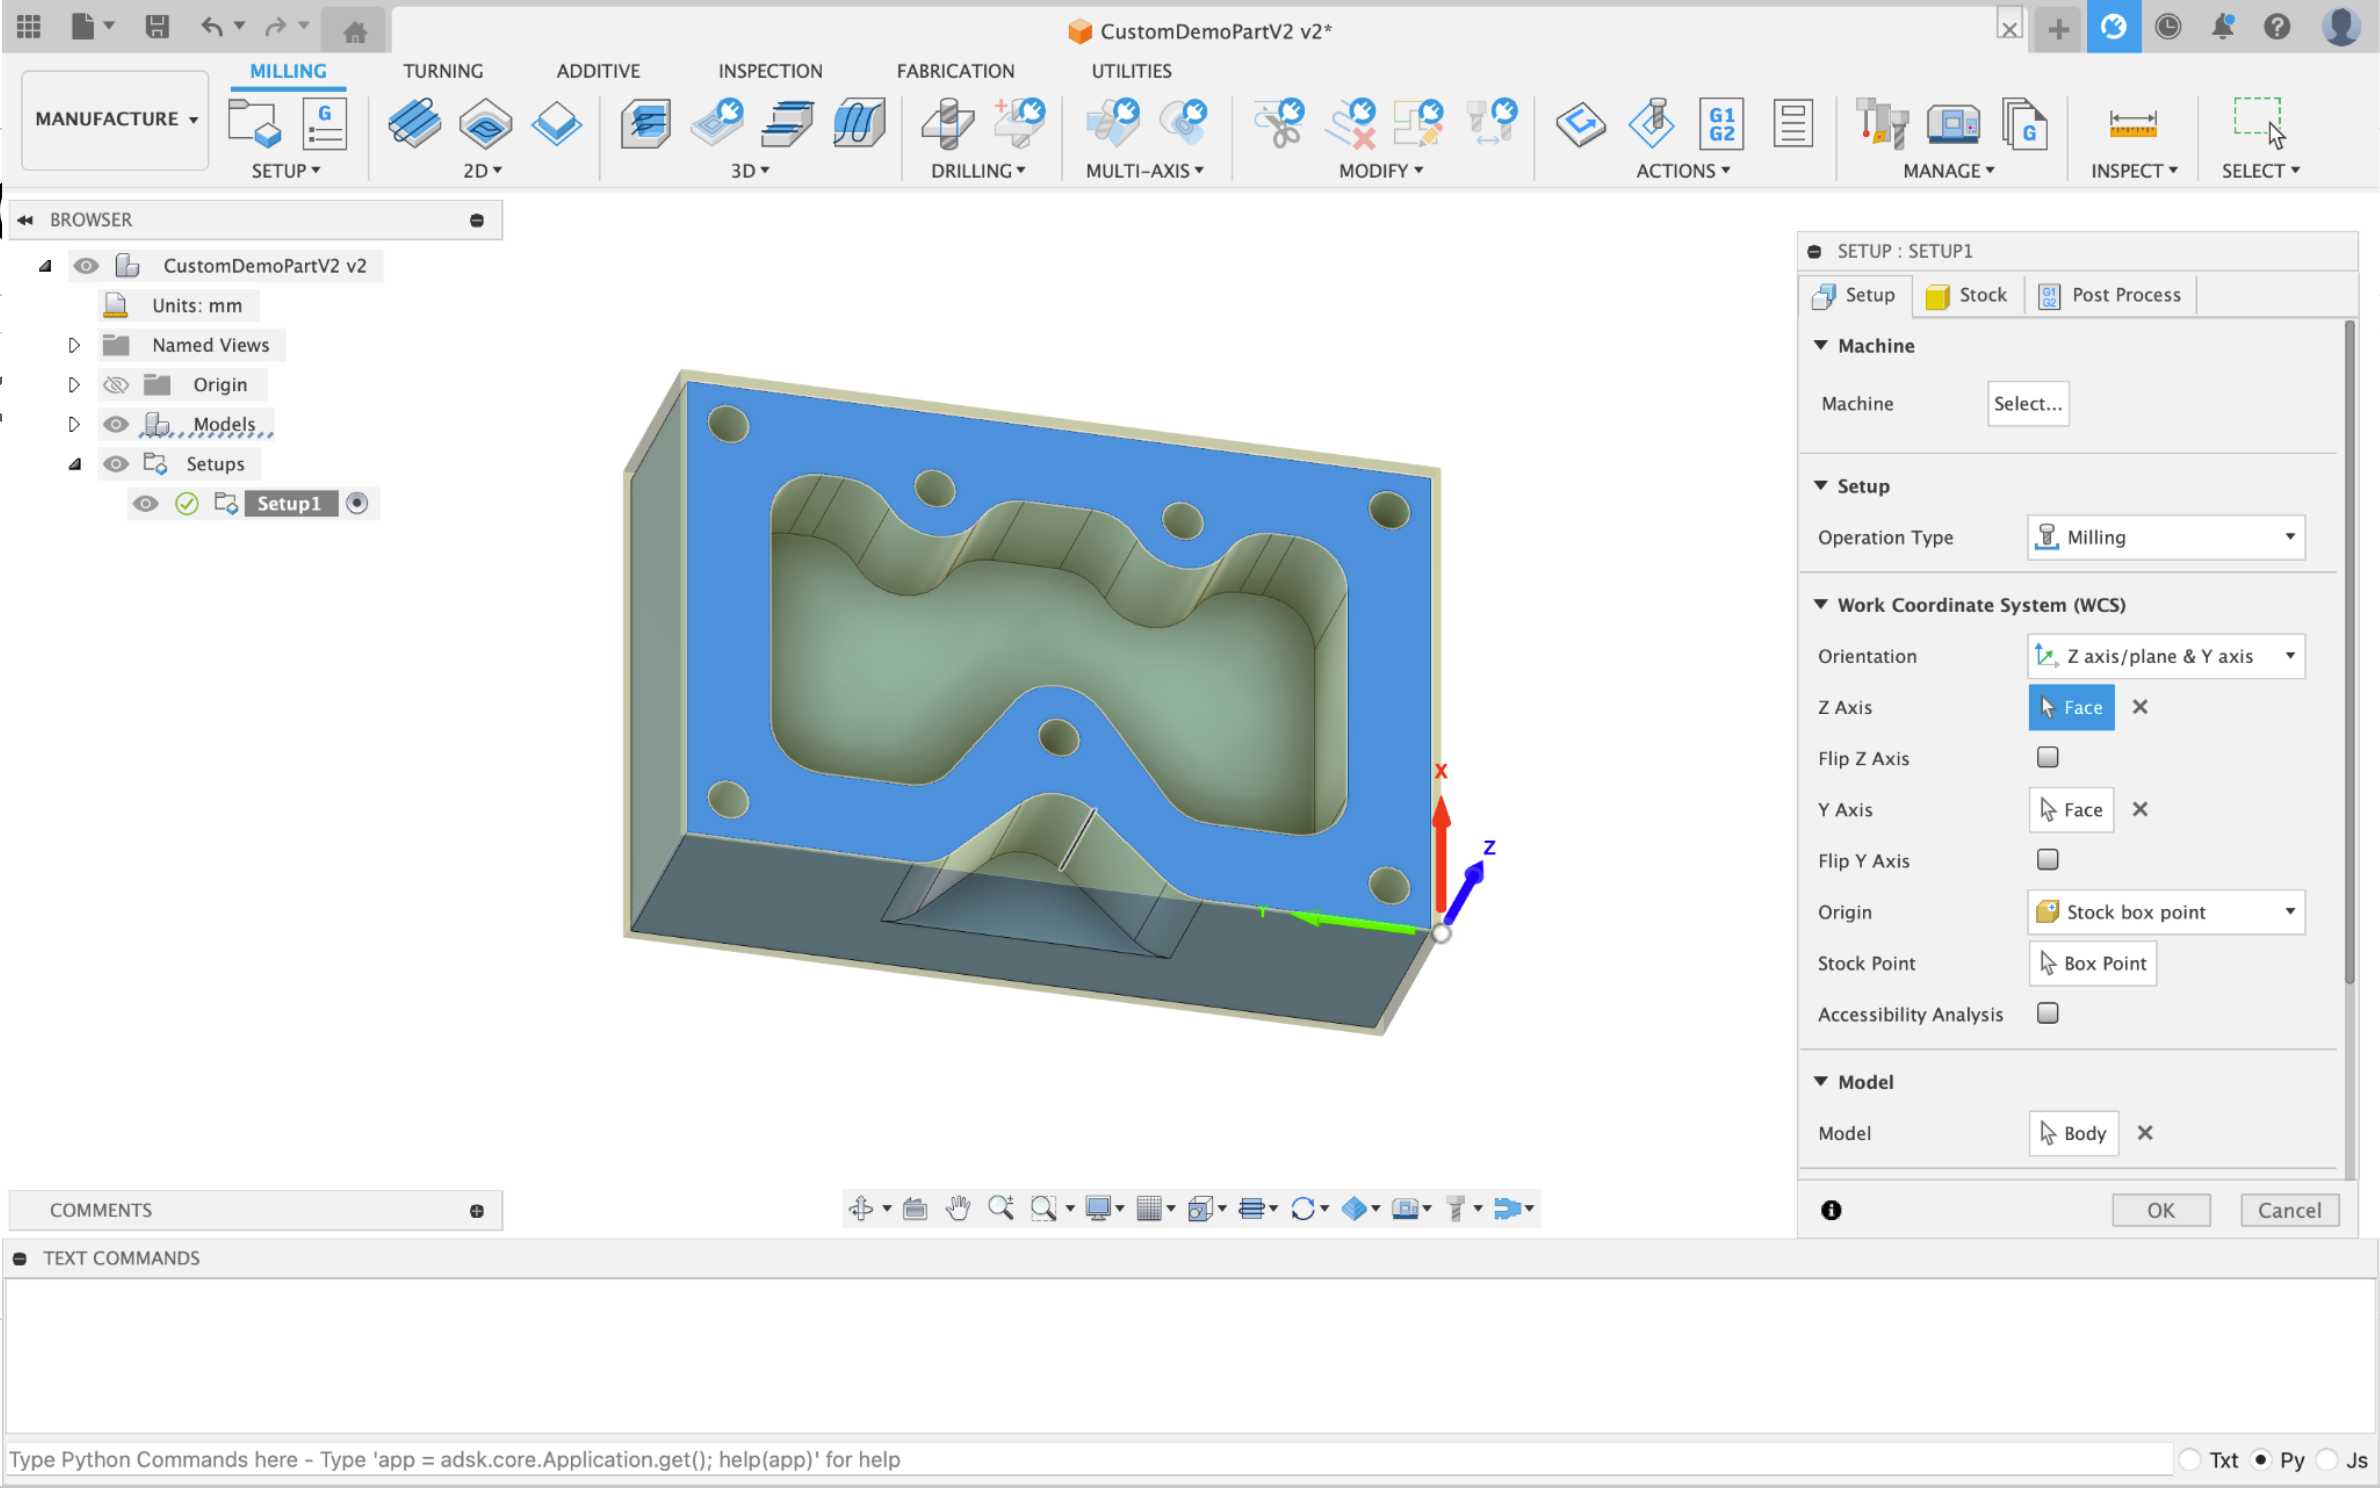 CustomDemoPartV2 v2*
MANUFACTURE
MILLING
TURNING
ADDITIVE
INSPECTION
FABRICATION
UTILITIES
G
G1
G2
G
SETUP
2D
3D
DRILLING
MULTI-AXIS
MODIFY
ACTIONS
MANAGE
INSPECT
SELECT
BROWSER
CustomDemoPartV2 v2
Units: mm
Named Views
Origin
Models
Setups
Setup1
X
Z
Y
SETUP : SETUP1
Setup
Stock
G1
G2
Post Process
Machine
Machine
Select...
Setup
Operation Type
Milling
Work Coordinate System (WCS)
Orientation
Z axis/plane & Y axis
Z Axis
Face
Flip Z Axis
Y Axis
Face
Flip Y Axis
Origin
Stock box point
Stock Point
Box Point
Accessibility Analysis
Model
Model
Body
OK
Cancel
COMMENTS
TEXT COMMANDS
Type Python Commands here - Type 'app = adsk.core.Application.get(); help(app)' for help
Txt
Py
Js